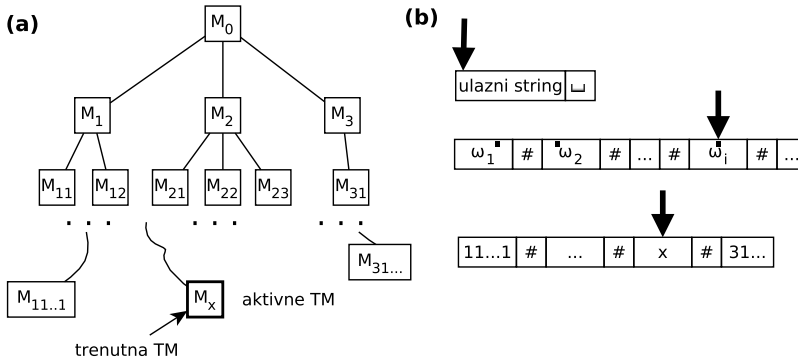 (a)
M0
M1 M2 M3
M11 M12 M21 M22 M23 M31
. . . . . . . . .
M31...
M11..1 Mx aktivne TM
trenutna TM
(b)
ulazni string ␣
ω1 # ω2 # ... # ωi # ...
11...1 # ... # x # 31...